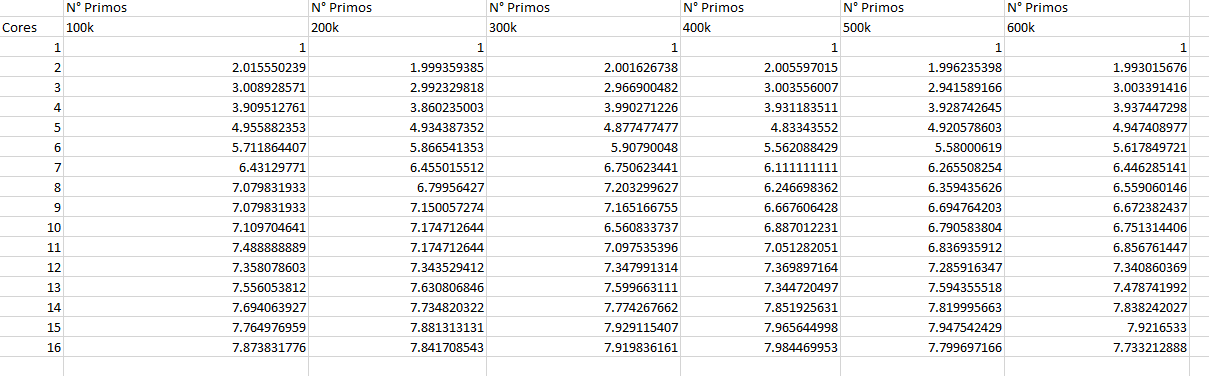 N° Primos N° Primos N° Primos N° Primos N° Primos N° Primos
Cores 100k 200k 300k 400k 500k 600k
1 1 1 1 1 1 1
2 2.015550239 1.999359385 2.001626738 2.005597015 1.996235398 1.993015676
3 3.008928571 2.992329818 2.966900482 3.003556007 2.941589166 3.003391416
4 3.909512761 3.860235003 3.990271226 3.931183511 3.928742645 3.937447298
5 4.955882353 4.934387352 4.877477477 4.83343552 4.920578603 4.947408977
6 5.711864407 5.866541353 5.90790048 5.562088429 5.58000619 5.617849721
7 6.43129771 6.455015512 6.750623441 6.111111111 6.265508254 6.446285141
8 7.079831933 6.79956427 7.203299627 6.246698362 6.359435626 6.559060146
9 7.079831933 7.150057274 7.165166755 6.667606428 6.694764203 6.672382437
10 7.109704641 7.174712644 6.560833737 6.887012231 6.790583804 6.751314406
11 7.488888889 7.174712644 7.097535396 7.051282051 6.836935912 6.856761447
12 7.358078603 7.343529412 7.347991314 7.369897164 7.285916347 7.340860369
13 7.556053812 7.630806846 7.599663111 7.344720497 7.594355518 7.478741992
14 7.694063927 7.734820322 7.774267662 7.851925631 7.819995663 7.838242027
15 7.764976959 7.881313131 7.929115407 7.965644998 7.947542429 7.9216533
16 7.873831776 7.841708543 7.919836161 7.984469953 7.799697166 7.733212888